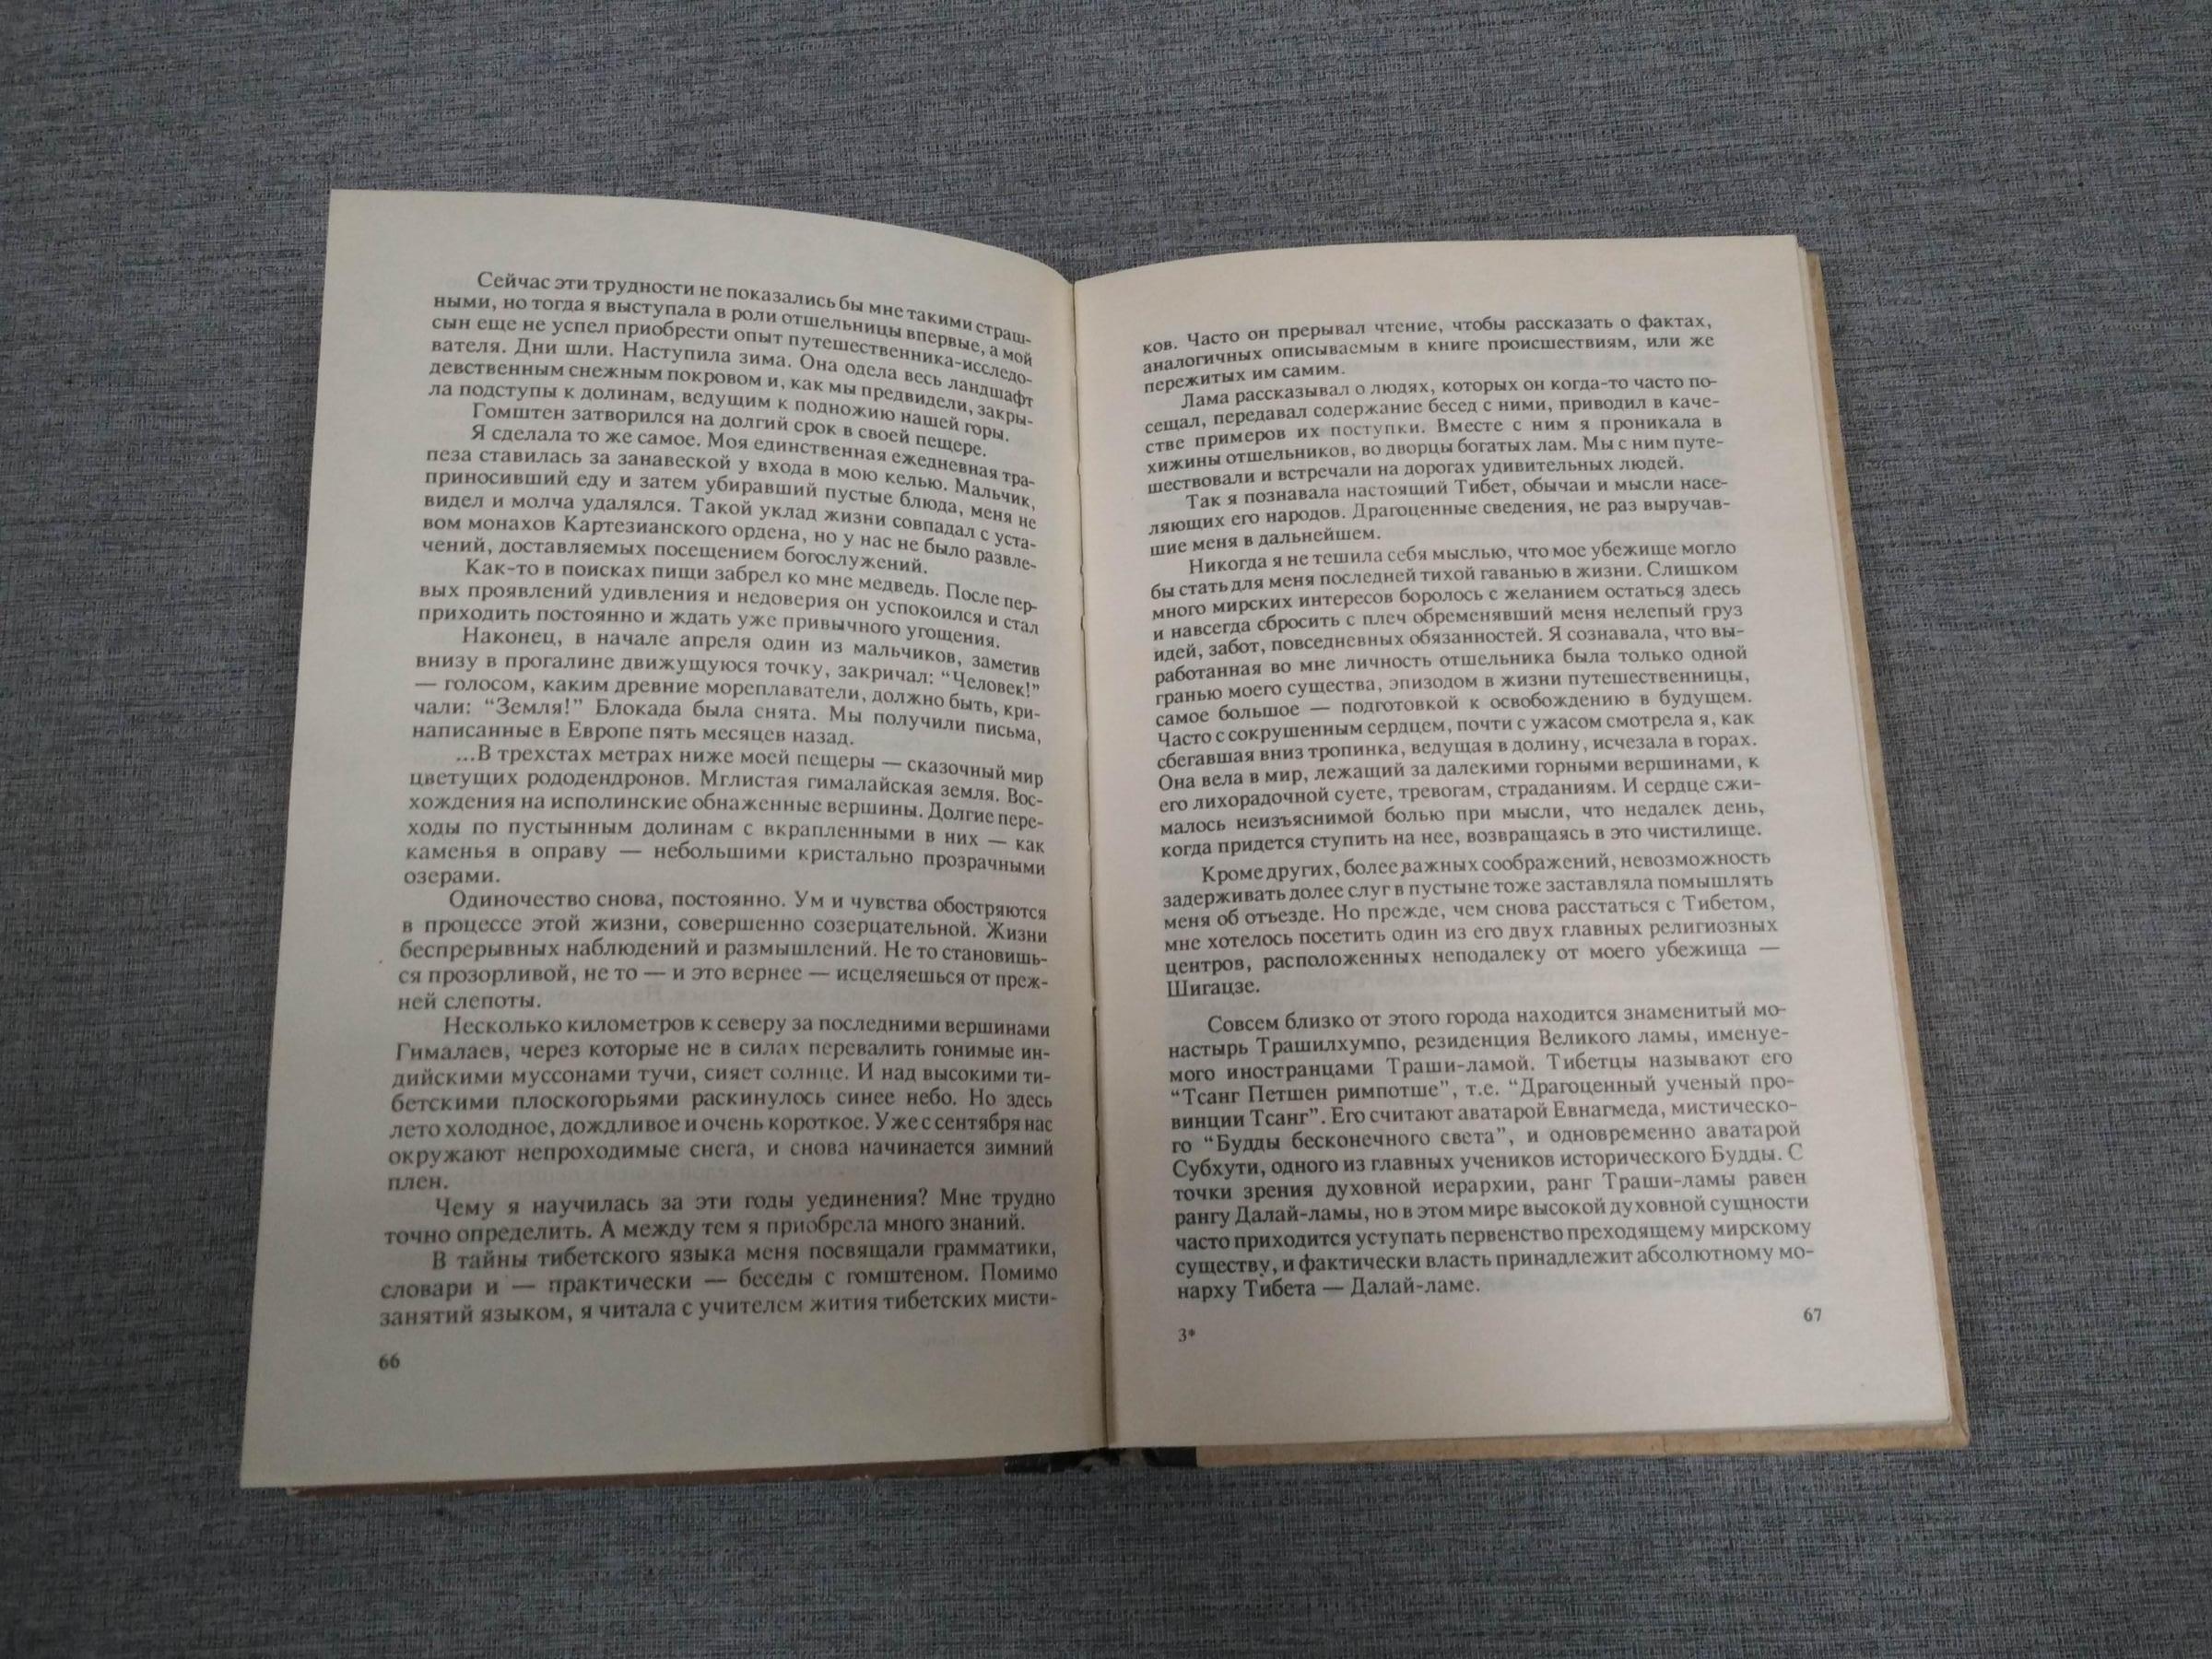 Сейчас эти трудности не показались бы мне такими страш-
ными, но тогда я выступала в роли отшельницы впервые, а мой
сын еще не успел приобрести опыт путешественника-исследо-
вателя. Дни шли. Наступила зима. Она одела весь ландшафт
девственным снежным покровом и, как мы предвидели, закры-
ла подступы к долинам, ведущим к подножию нашей горы.
Гомштен затворился на долгий срок в своей пещере.
Я сделала то же самое. Моя единственная ежедневная тра-
пеза ставилась за занавеской у входа в мою келью. Мальчик,
приносивший еду и затем убиравший пустые блюда, меня не
видел и молча удалялся. Такой уклад жизни совпадал с уста-
вом монахов Картезианского ордена, но у нас не было развле-
чений, доставляемых посещением богослужений.
Как-то в поисках пищи забрел ко мне медведь. После пер-
вых проявлений удивления и недоверия он успокоился и стал
приходить постоянно и ждать уже привычного угощения.
Наконец, в начале апреля один из мальчиков, заметив
внизу в прогалине движущуюся точку, закричал: “Человек!”
— голосом, каким древние мореплаватели, должно быть, кри-
чали: “Земля!” Блокада была снята. Мы получили письма,
написанные в Европе пять месяцев назад.
...В трехстах метрах ниже моей пещеры — сказочный мир
цветущих рододендронов. Мглистая гималайская земля. Вос-
хождения на исполинские обнаженные вершины. Долгие пере-
ходы по пустынным долинам с вкрапленными в них — как
каменья в оправу — небольшими кристально прозрачными
озерами.
Одиночество снова, постоянно. Ум и чувства обостряются
в процессе этой жизни, совершенно созерцательной. Жизни
беспрерывных наблюдений и размышлений. Не то становишь-
ся прозорливой, не то — и это вернее — исцеляешься от преж-
ней слепоты.
Несколько километров к северу за последними вершинами
Гималаев, через которые не в силах перевалить гонимые ин-
дийскими муссонами тучи, сияет солнце. И над высокими ти-
бетскими плоскогорьями раскинулось синее небо. Но здесь
лето холодное, дождливое и очень короткое. Уже с сентября нас
окружают непроходимые снега, и снова начинается зимний
плен.
Чему я научилась за эти годы уединения? Мне трудно
точно определить. А между тем я приобрела много знаний.
В тайны тибетского языка меня посвящали грамматики,
словари и — практически — беседы с гомштеном. Помимо
занятий языком, я читала с учителем жития тибетских мисти-
66
ков. Часто он прерывал чтение, чтобы рассказать о фактах,
аналогичных описываемым в книге происшествиям, или же
пережитых им самим.
Лама рассказывал о людях, которых он когда-то часто по-
сещал, передавал содержание бесед с ними, приводил в каче-
стве примеров их поступки. Вместе с ним я проникала в
хижины отшельников, во дворцы богатых лам. Мы с ним путе-
шествовали и встречали на дорогах удивительных людей.
Так я познавала настоящий Тибет, обычаи и мысли насе-
ляющих его народов. Драгоценные сведения, не раз выручав-
шие меня в дальнейшем.
Никогда я не тешила себя мыслью, что мое убежище могло
бы стать для меня последней тихой гаванью в жизни. Слишком
много мирских интересов боролось с желанием остаться здесь
и навсегда сбросить с плеч обременявший меня нелепый груз
идей, забот, повседневных обязанностей. Я сознавала, что вы-
работанная во мне личность отшельника была только одной
гранью моего существа, эпизодом в жизни путешественницы,
самое большое — подготовкой к освобождению в будущем.
Часто с сокрушенным сердцем, почти с ужасом смотрела я, как
сбегавшая вниз тропинка, ведущая в долину, исчезала в горах.
Она вела в мир, лежащий за далекими горными вершинами, к
его лихорадочной суете, тревогам, страданиям. И сердце сжи-
малось неизъяснимой болью при мысли, что недалек день,
когда придется ступить на нее, возвращаясь в это чистилище.
Кроме других, более важных соображений, невозможность
задерживать долее слуг в пустыне тоже заставляла помышлять
меня об отъезде. Но прежде, чем снова расстаться с Тибетом,
мне хотелось посетить один из его двух главных религиозных
центров, расположенных неподалеку от моего убежища —
Шигацзе.
Совсем близко от этого города находится знаменитый мо-
настырь Трашилхумпо, резиденция Великого ламы, именуе-
мого иностранцами Траши-ламой. Тибетцы называют его
“Тсанг Петшен римпотше”, т.е. “Драгоценный ученый про-
винции Тсанг”. Его считают аватарой Евнагмеда, мистическо-
го “Будды бесконечного света”, и одновременно аватарой
Субхути, одного из главных учеников исторического Будды. С
точки зрения духовной иерархии, ранг Траши-ламы равен
рангу Далай-ламы, но в этом мире высокой духовной сущности
часто приходится уступать первенство преходящему мирскому
существу, и фактически власть принадлежит абсолютному мо-
нарху Тибета — Далай-ламе.
3*
67